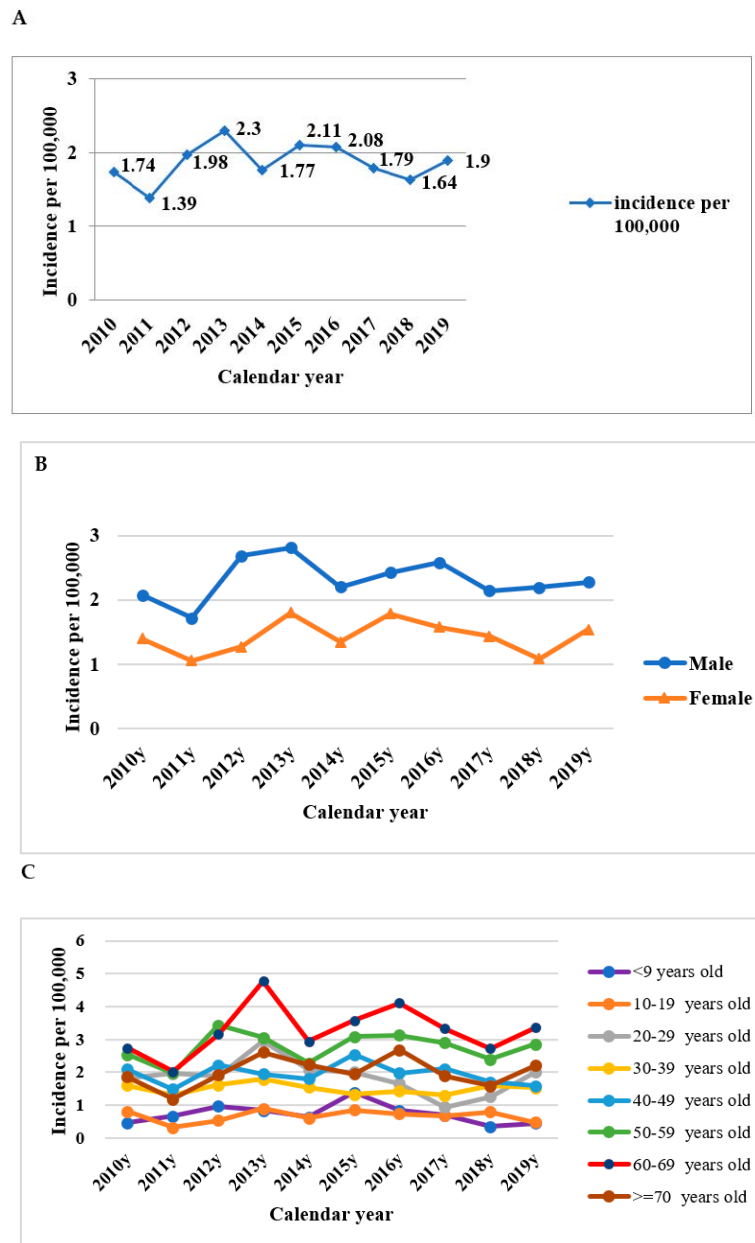 A
Incidence per 100,000
3
2
1
0
1.74
1.39
1.98
2.3
1.77
2.11
2.08
1.79
1.64
1.9
2010
2011
2012
2013
2014
2015
2016
2017
2018
2019
Calendar year
incidence per
100,000
B
Incidence per 100,000
3
2
1
0
2010y
2011y
2012y
2013y
2014y
2015y
2016y
2017y
2018y
2019y
Calendar year
Male
Female
C
Incidence per 100,000
6
5
4
3
2
1
0
2010y
2011y
2012y
2013y
2014y
2015y
2016y
2017y
2018y
2019y
Calendar year
<9 years old
10-19 years old
20-29 years old
30-39 years old
40-49 years old
50-59 years old
60-69 years old
>=70 years old